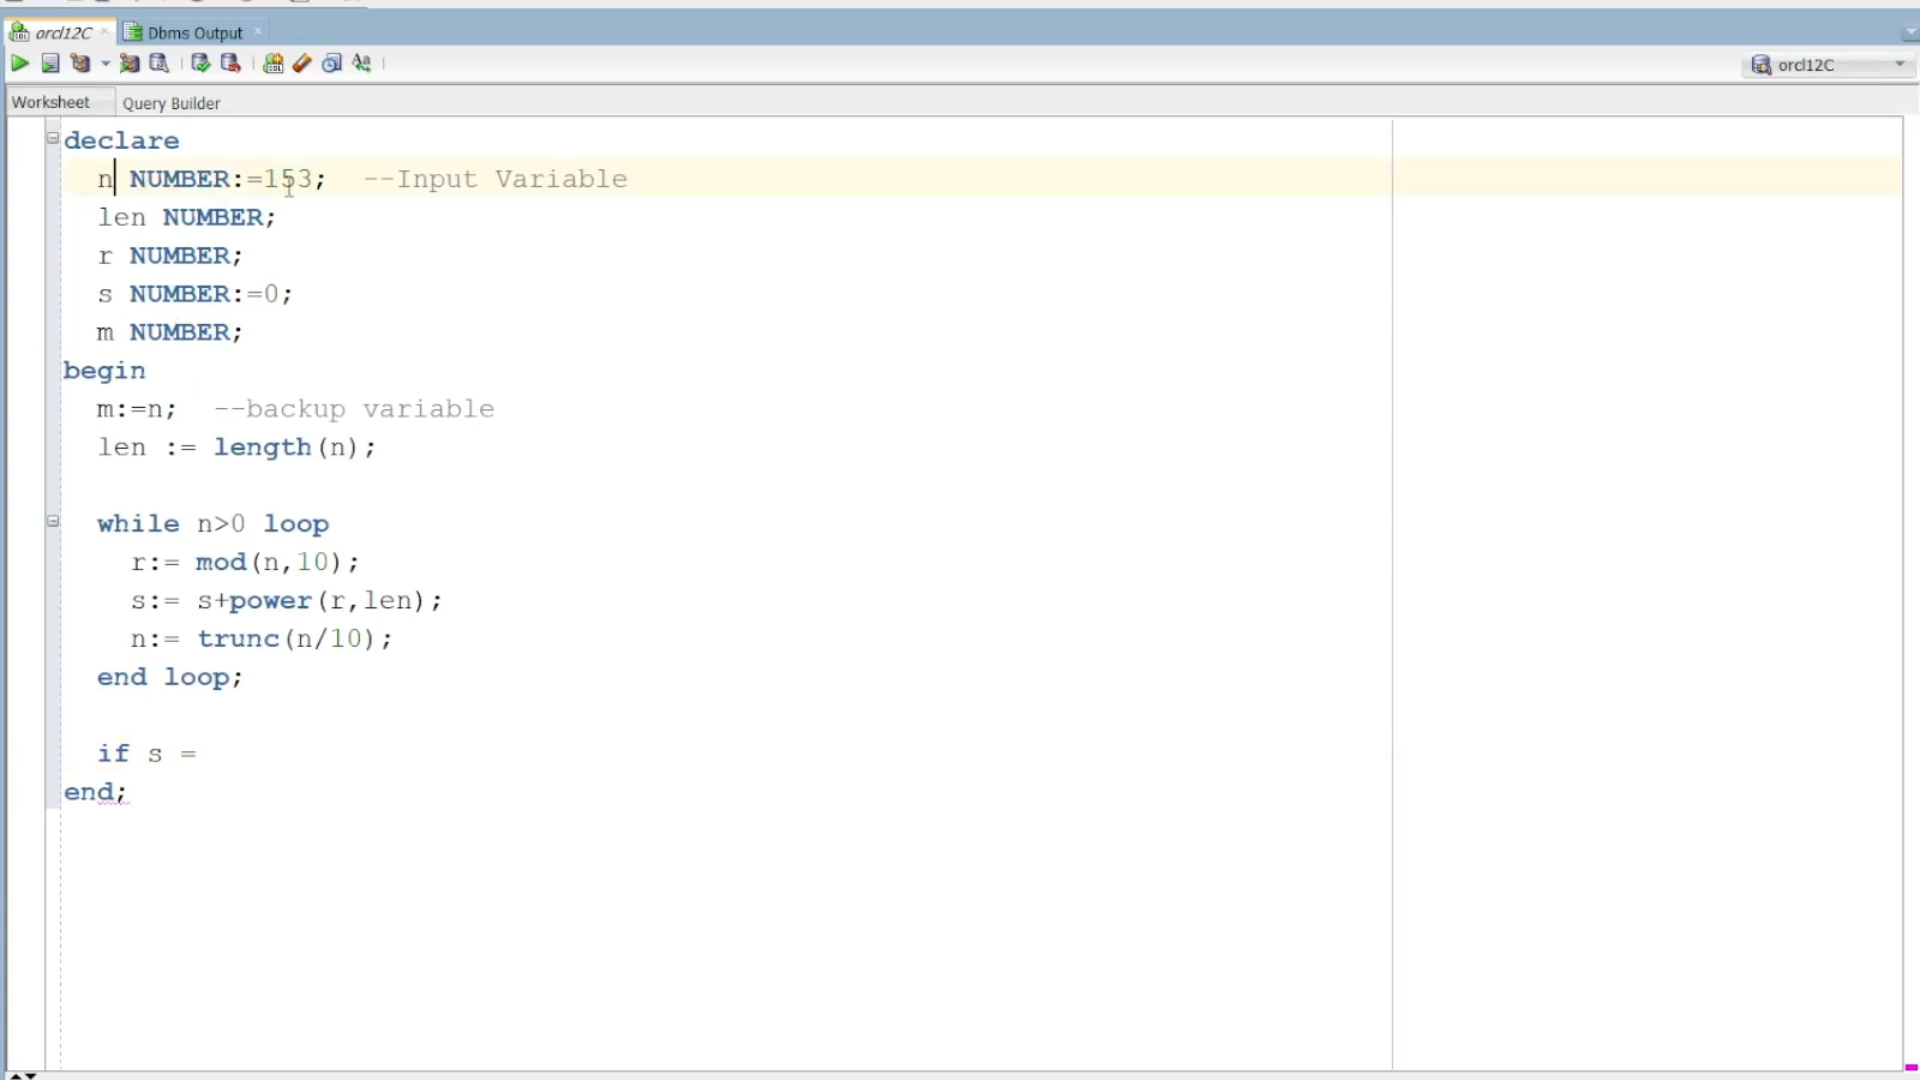 orcl12C
Dbms Output
orcl12C
Worksheet
Query Builder
declare
n NUMBER:=153; --Input Variable
len NUMBER;
r NUMBER;
s NUMBER:=0;
m NUMBER;
begin
m:=n; --backup variable
len := length(n);
while n>0 loop
r:= mod(n,10);
s:= s+power(r,len);
n:= trunc(n/10);
end loop;
if s =
end;